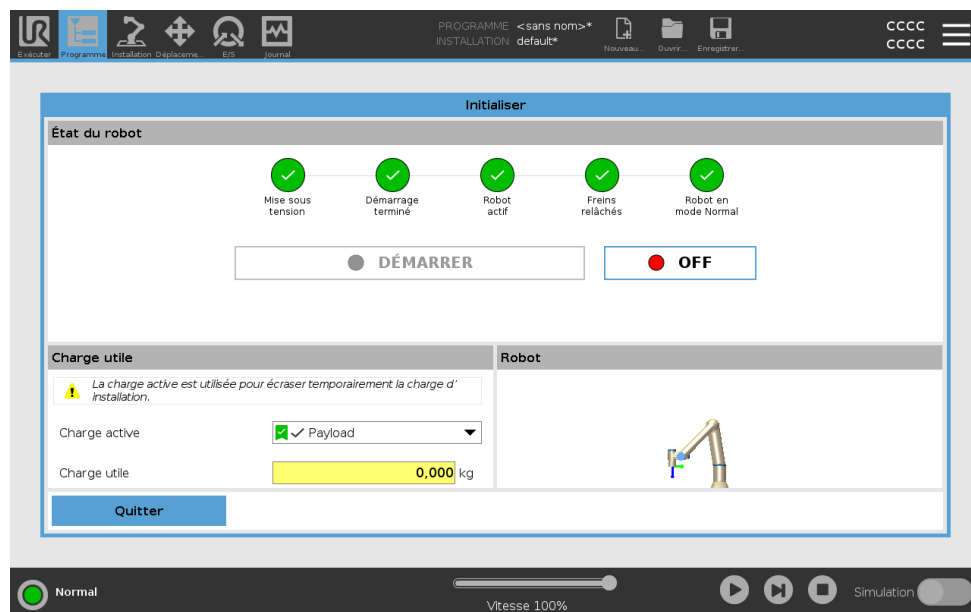 PROGRAMME <sans nom>*
INSTALLATION default*
Exécuter
Programme
Installation
Déplaceme...
E/S
Journal
Nouveau...
Ouvrir...
Enregistrer...
CCCC
CCCC
Initialiser
État du robot
Mise sous
tension
Démarrage
terminé
Robot
actif
Freins
relâchés
Robot en
mode Normal
DÉMARRER
OFF
Charge utile
Robot
La charge active est utilisée pour écraser temporairement la charge d'
installation.
Charge active
Payload
Charge utile
0,000 kg
Quitter
Normal
Vitesse 100%
Simulation